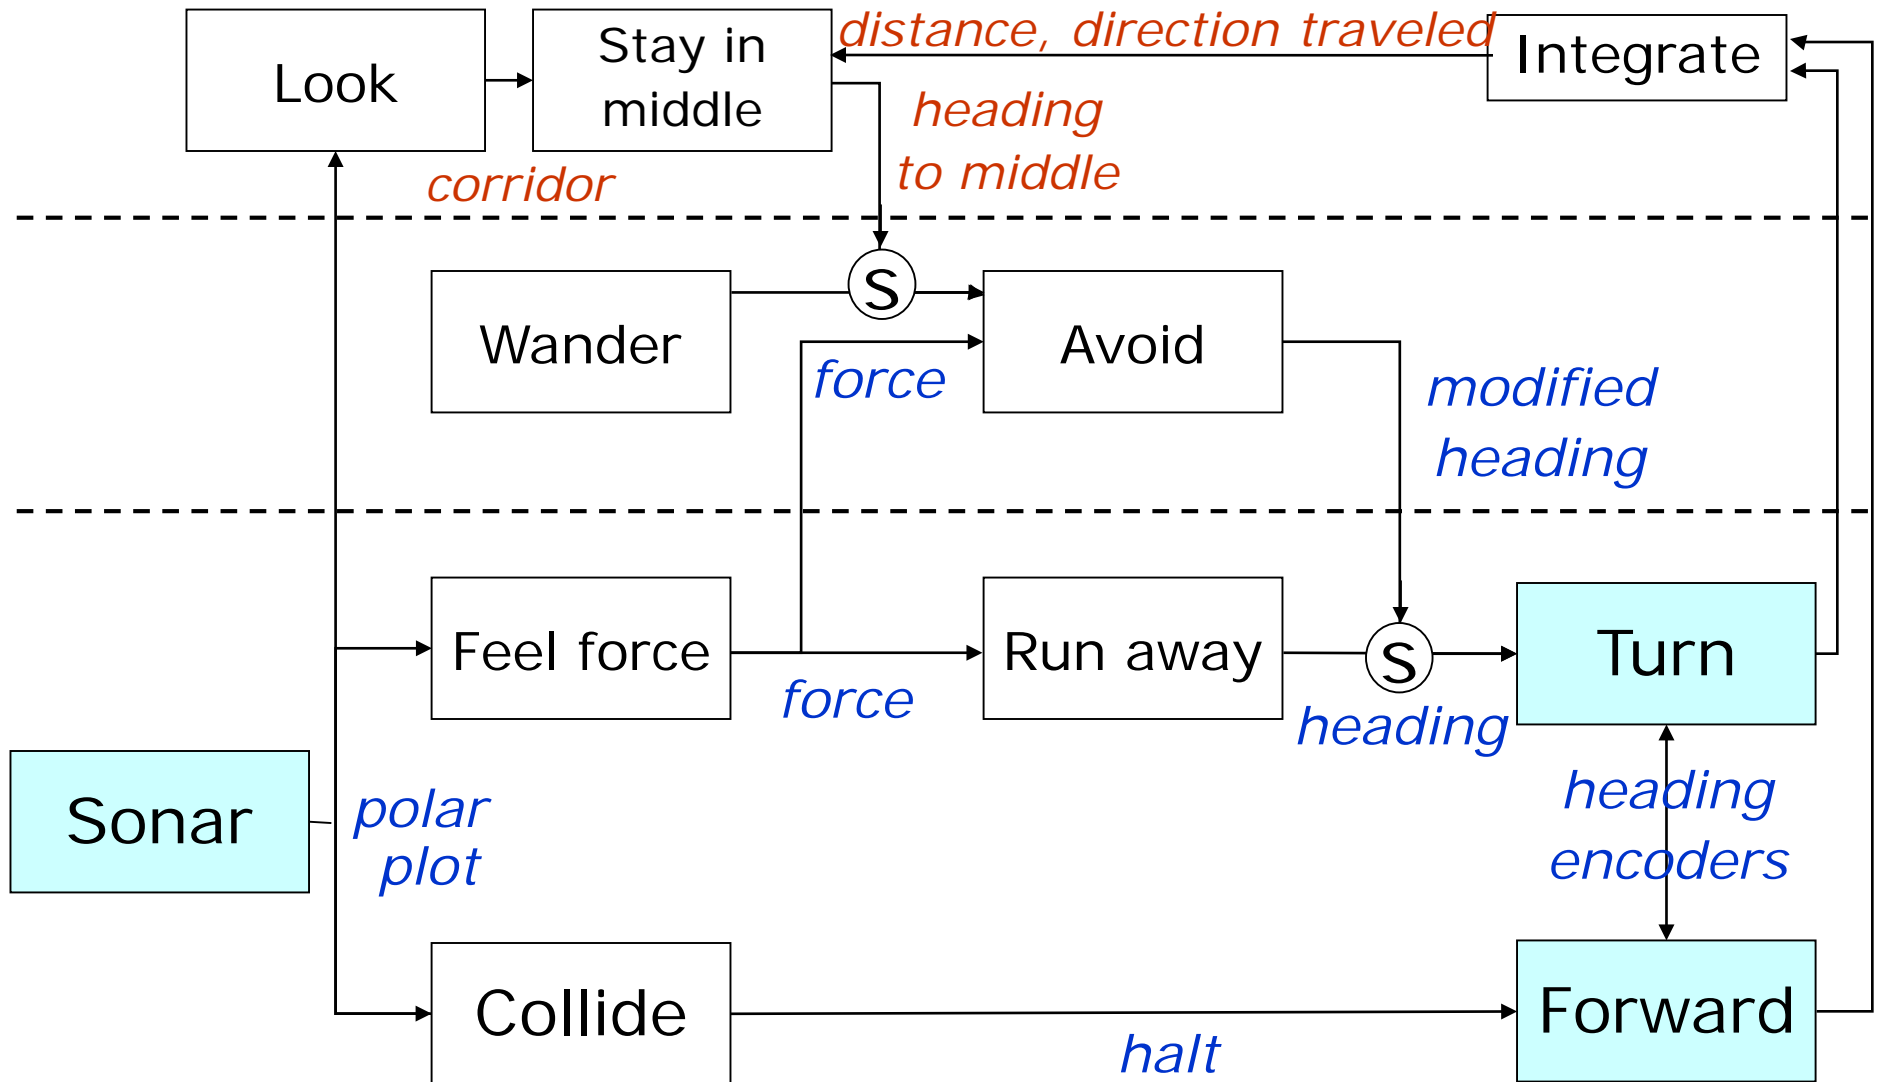 Look
Stay in
middle
distance, direction traveled
Integrate
heading
to middle
corridor
S
Wander
Avoid
force
modified
heading
Feel force
Run away
S
Turn
force
heading
Sonar
polar
plot
heading
encoders
Collide
Forward
halt